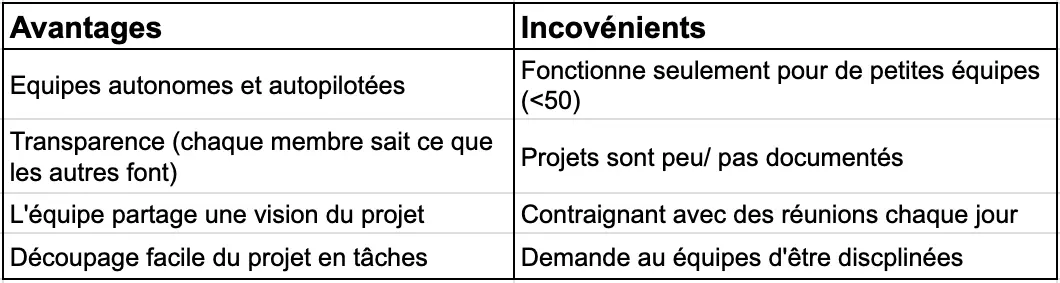 Avantages
Incovénients
Equipes autonomes et autopilotées
Fonctionne seulement pour de petites équipes
(<50)
Transparence (chaque membre sait ce que
les autres font)
Projets sont peu/ pas documentés
L'équipe partage une vision du projet
Contraignant avec des réunions chaque jour
Découpage facile du projet en tâches
Demande au équipes d'être discplinées